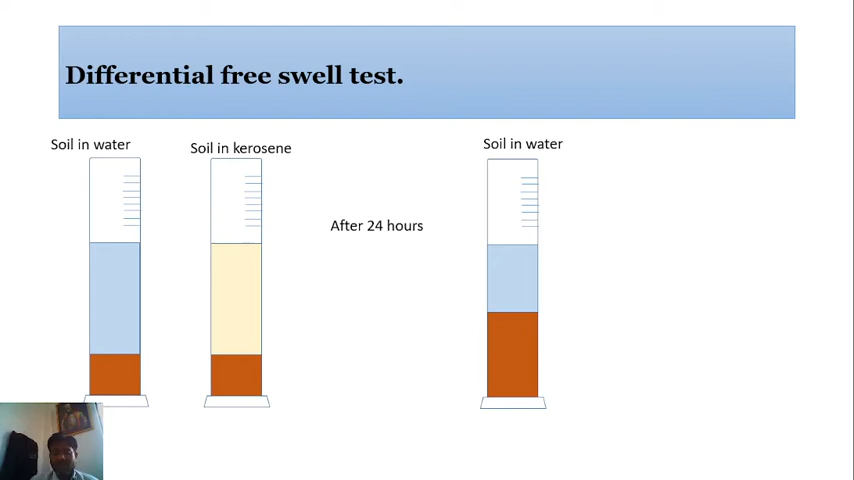 Differential free swell test.
Soil in water
Soil in kerosene
Soil in water
After 24 hours